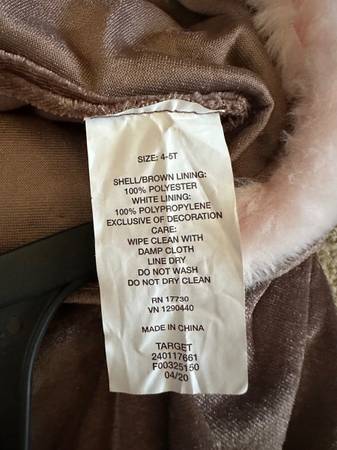 SIZE: 4-5T
SHELL/BROWN LINING:
100% POLYESTER
WHITE LINING:
100% POLYPROPYLENE
EXCLUSIVE OF DECORATION
CARE:
WIPE CLEAN WITH
DAMP CLOTH
LINE DRY
DO NOT WASH
DO NOT DRY CLEAN
RN 17730
VN 1290440
MADE IN CHINA
TARGET
240117661
F00325150
04/20